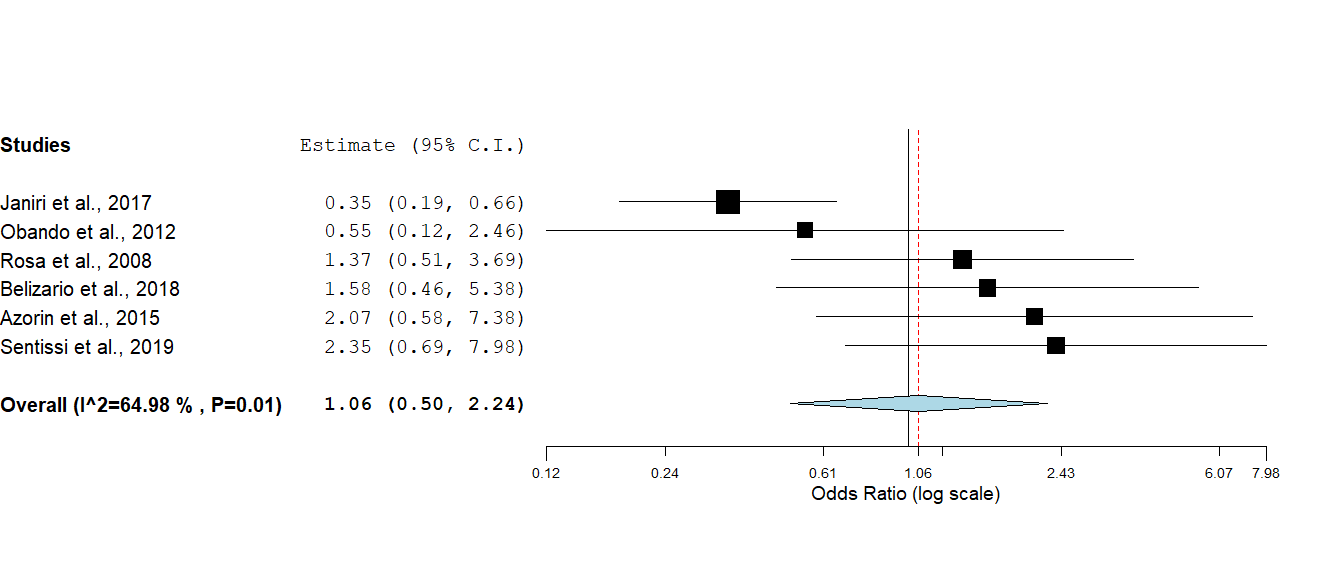 Studies Estimate (95% C.I.)
Janiri et al., 2017 0.35 (0.19, 0.66)
Obando et al., 2012 0.55 (0.12, 2.46)
Rosa et al., 2008 1.37 (0.51, 3.69)
Belizario et al., 2018 1.58 (0.46, 5.38)
Azorin et al., 2015 2.07 (0.58, 7.38)
Sentissi et al., 2019 2.35 (0.69, 7.98)
Overall (I^2=64.98 % , P=0.01) 1.06 (0.50, 2.24)
0.12 0.24 0.61 1.06 2.43 6.07 7.98
Odds Ratio (log scale)